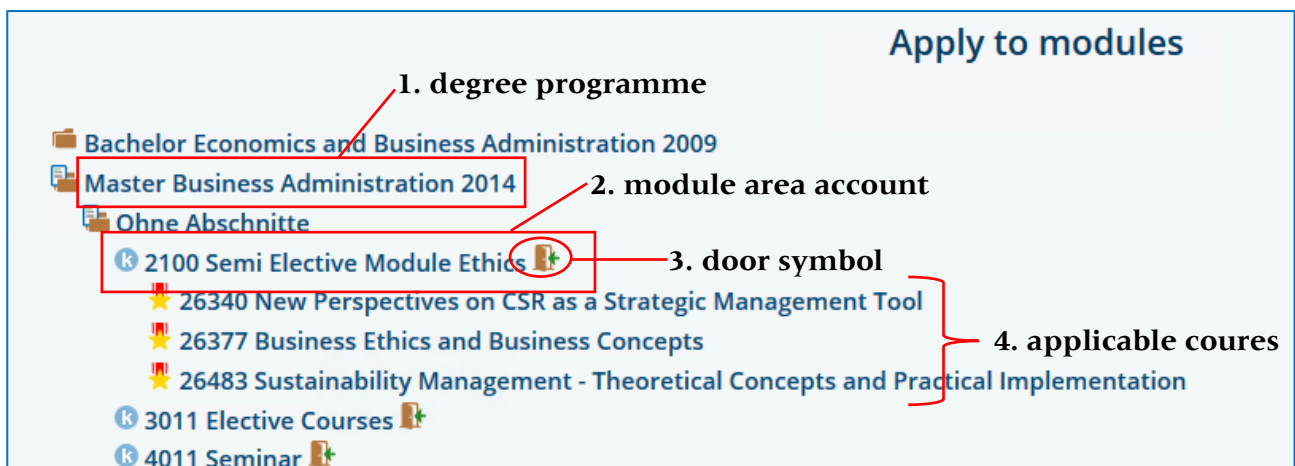 Apply to modules
1. degree programme
Bachelor Economics and Business Administration 2009
Master Business Administration 2014
2. module area account
Ohne Abschnitte
k 2100 Semi Elective Module Ethics
3. door symbol
26340 New Perspectives on CSR as a Strategic Management Tool
26377 Business Ethics and Business Concepts
4. applicable coures
26483 Sustainability Management - Theoretical Concepts and Practical Implementation
k 3011 Elective Courses
k 4011 Seminar